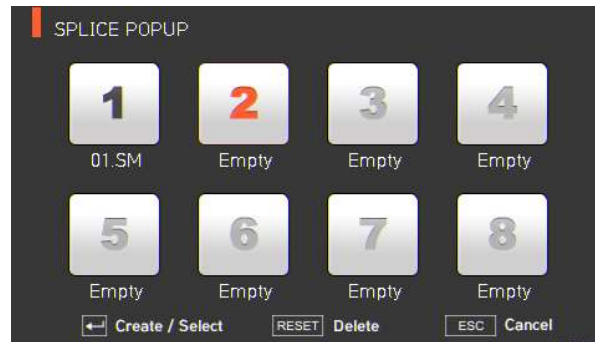 SPLICE POPUP
1 2 3 4
01.SM Empty Empty Empty
5 6 7 8
Empty Empty Empty Empty
Create / Select RESET Delete ESC Cancel